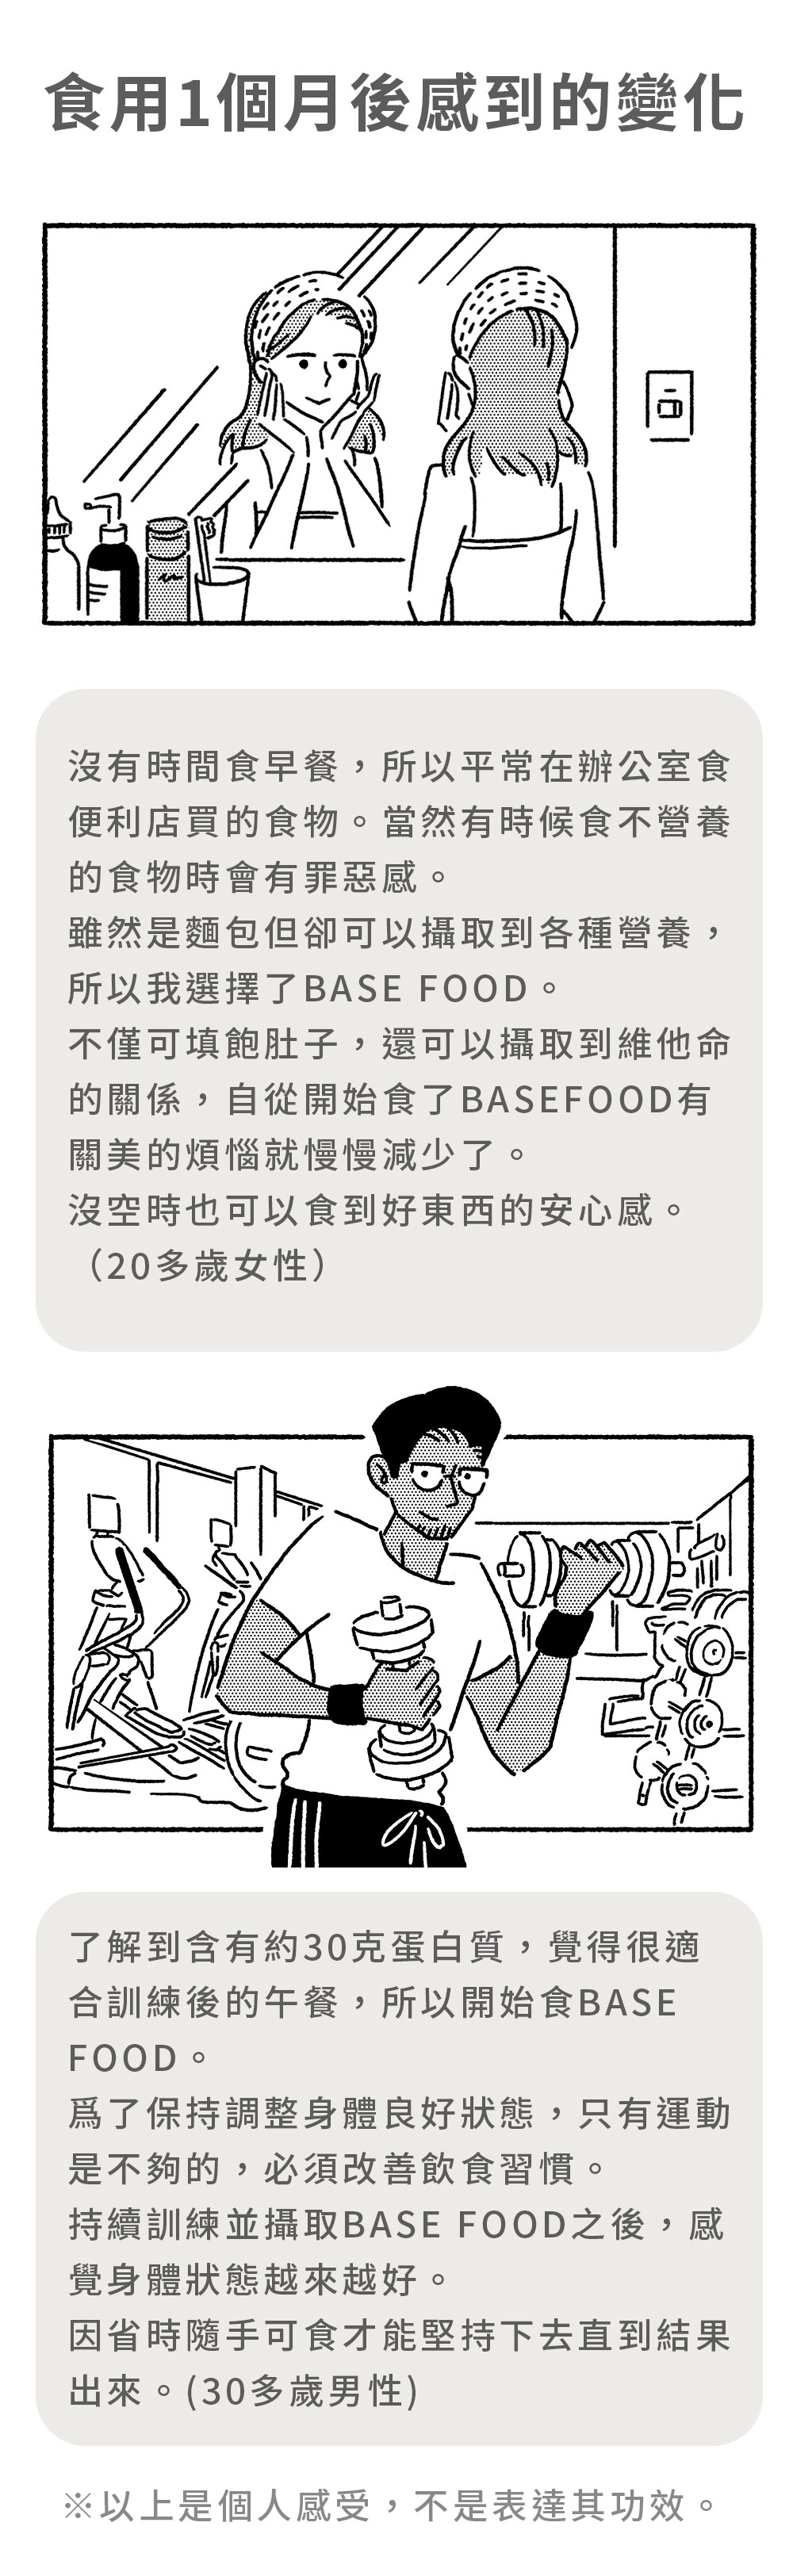 食用1個月後感到的變化
沒有時間食早餐，所以平常在辦公室食
便利店買的食物。當然有時候食不營養
的食物時會有罪惡感。
雖然是麵包但卻可以攝取到各種營養，
所以我選擇了BASE FOOD。
不僅可填飽肚子，還可以攝取到維他命
的關係，自從開始食了BASEFOOD有
關美的煩惱就慢慢減少了。
沒空時也可以食到好東西的安心感。
（20多歲女性）
了解到含有約30克蛋白質，覺得很適
合訓練後的午餐，所以開始食BASE
FOOD。
爲了保持調整身體良好狀態，只有運動
是不夠的，必須改善飲食習慣。
持續訓練並攝取BASE FOOD之後，感
覺身體狀態越來越好。
因省時隨手可食才能堅持下去直到結果
出來。(30多歲男性)
※以上是個人感受，不是表達其功效。